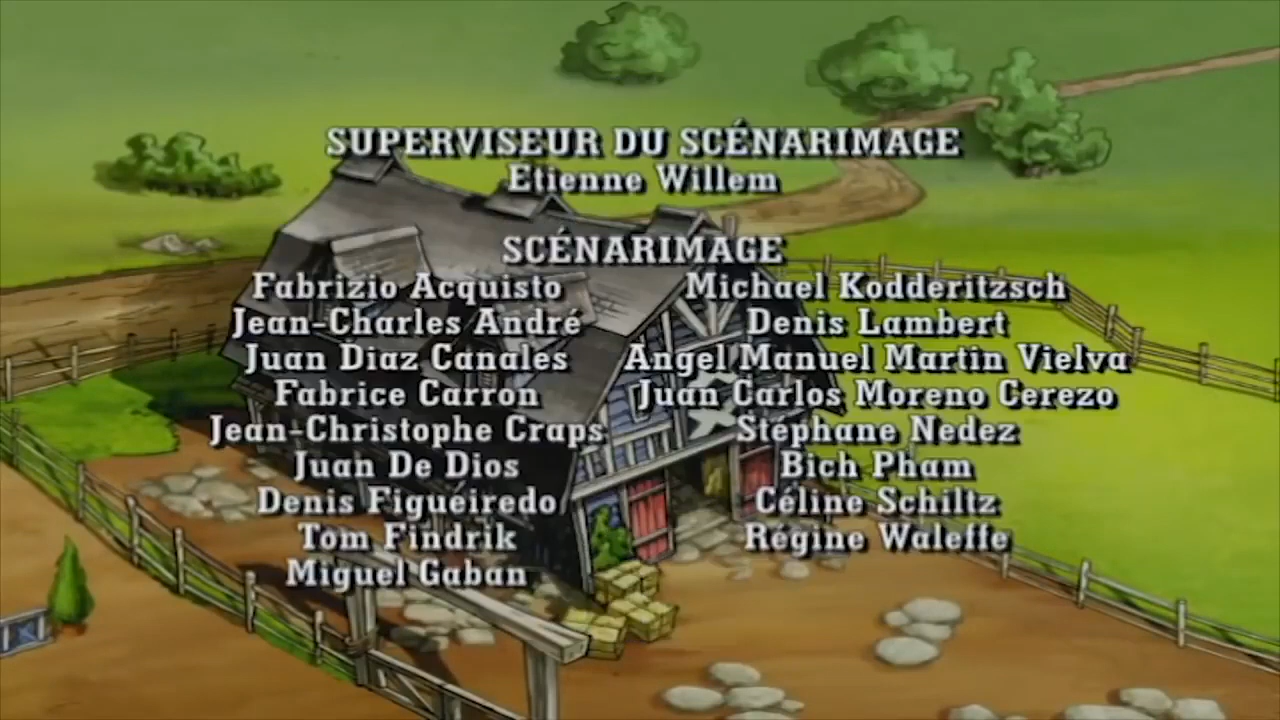 SUPERVISEUR DU SCÉNARIMAGE
Etienne Willem
SCÉNARIMAGE
Fabrizio Acquisto
Jean-Charles André
Juan Diaz Canales
Fabrice Carron
Jean-Christophe Craps
Juan De Dios
Denis Figueiredo
Tom Findrik
Miguel Gaban
Michael Kodderitzsch
Denis Lambert
Angel Manuel Martin Vielva
Juan Carlos Moreno Cerezo
Stéphane Nedez
Bich Pham
Céline Schiltz
Régine Waleffe